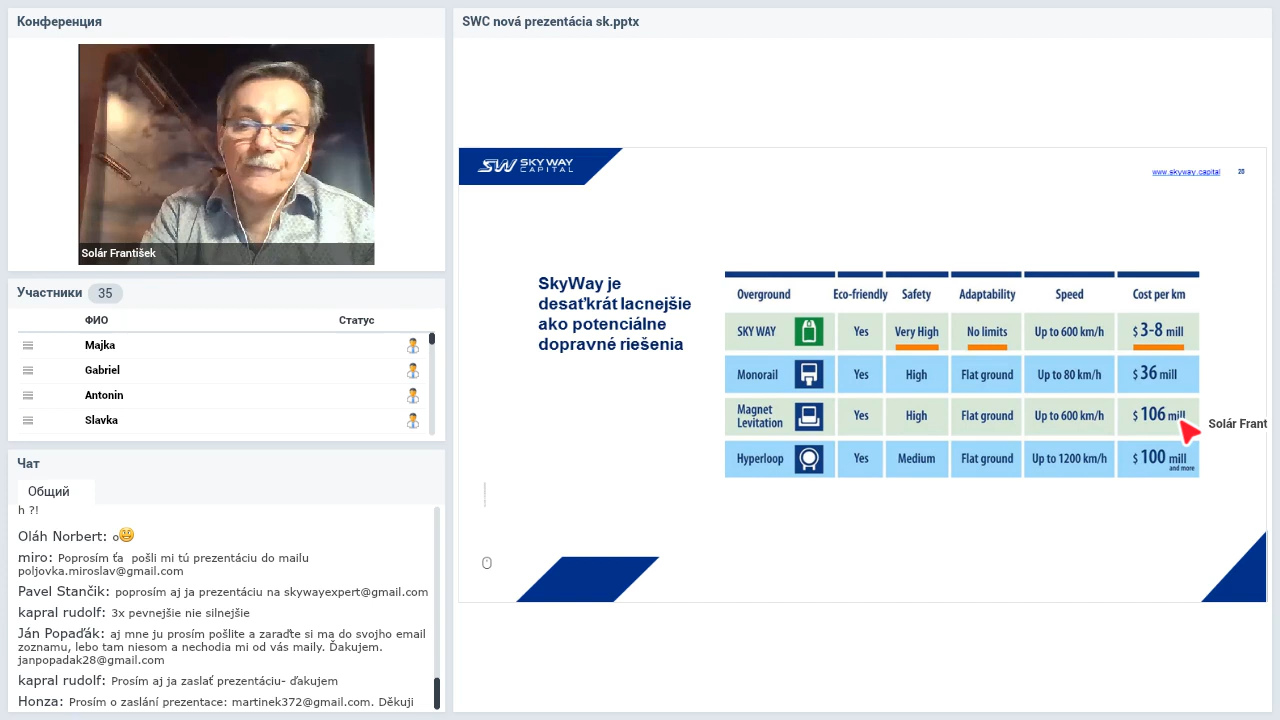 Конференция
Solár František
Участники 35
ФИО Статус
Majka
Gabriel
Antonin
Slavka
Чат
Общий
h ?!
Oláh Norbert: o
miro: Poprosím ťa pošli mi tú prezentáciu do mailu
poljovka.miroslav@gmail.com
Pavel Stančik: poprosím aj ja prezentáciu na skywayexpert@gmail.com
kapral rudolf: 3x pevnejšie nie silnejšie
Ján Popaďák: aj mne ju prosím pošlite a zaraďte si ma do svojho email
zoznamu, lebo tam niesom a nechodia mi od vás maily. Ďakujem.
janpopadak28@gmail.com
kapral rudolf: Prosím aj ja zaslať prezentáciu- ďakujem
Honza: Prosím o zaslání prezentace: martinek372@gmail.com. Děkuji
SWC nová prezentácia sk.pptx
SW SKY WAY
CAPITAL
www.skyway.capital 20
SkyWay je
desaťkrát lacnejšie
ako potenciálne
dopravné riešenia
Overground Eco-friendly Safety Adaptability Speed Cost per km
SKY WAY Yes Very High No limits Up to 600 km/h $ 3-8 mill
Monorail Yes High Flat ground Up to 80 km/h $ 36 mill
Magnet
Levitation Yes High Flat ground Up to 600 km/h $ 106 mill
Hyperloop Yes Medium Flat ground Up to 1200 km/h $ 100 mill
and more
Solár Frant